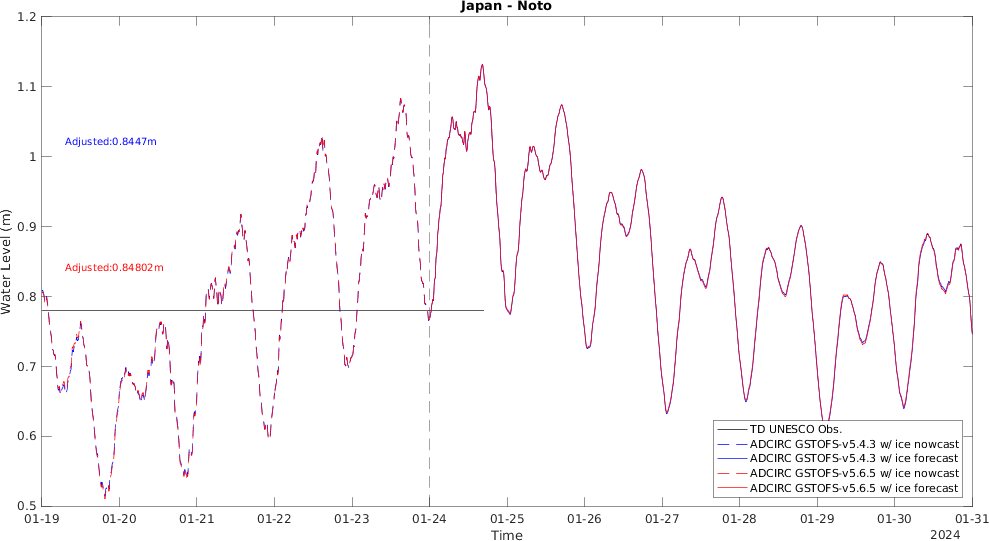 Japan - Noto
Water Level (m)
1.2
1.1
1
0.9
0.8
0.7
0.6
0.5
Adjusted:0.8447m
Adjusted:0.84802m
TD UNESCO Obs.
ADCIRC GSTOFS-v5.4.3 w/ ice nowcast
ADCIRC GSTOFS-v5.4.3 w/ ice forecast
ADCIRC GSTOFS-v5.6.5 w/ ice nowcast
ADCIRC GSTOFS-v5.6.5 w/ ice forecast
01-19 01-20 01-21 01-22 01-23 01-24 01-25 01-26 01-27 01-28 01-29 01-30 01-31
Time
2024